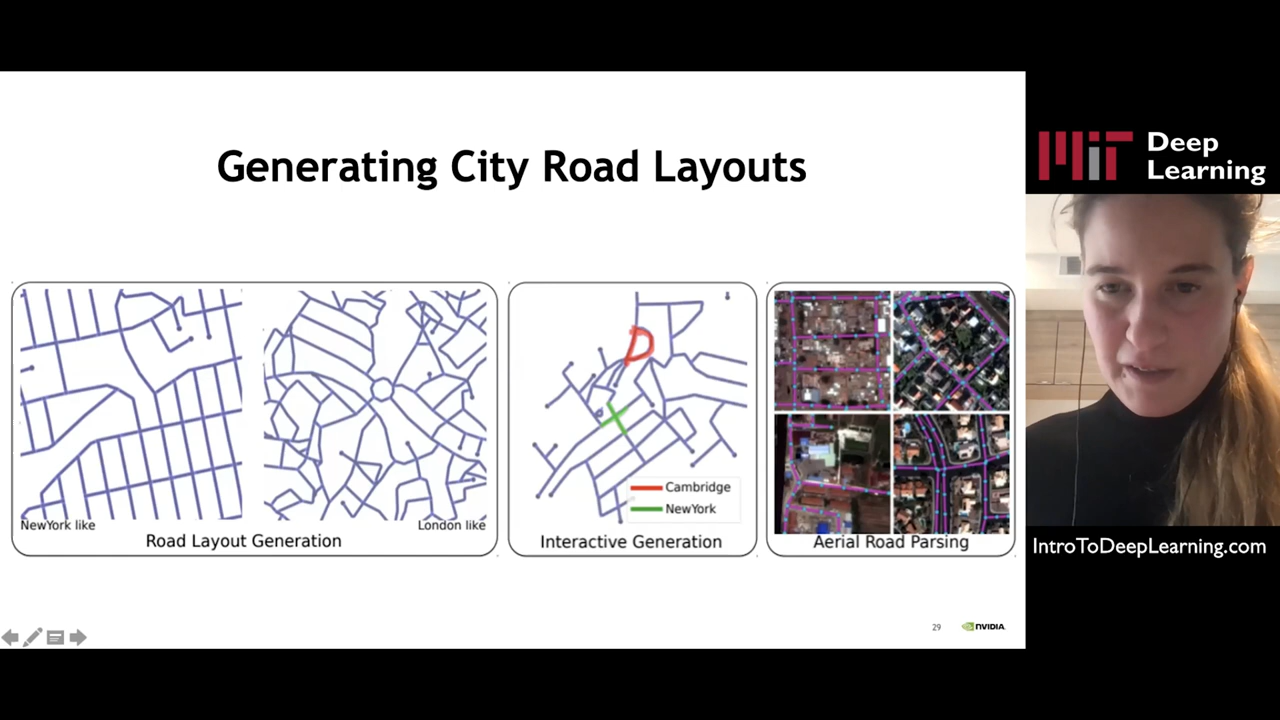 Generating City Road Layouts
NewYork like
London like
Road Layout Generation
Cambridge
NewYork
Interactive Generation
Aerial Road Parsing
29
NVIDIA
MIT
Deep
Learning
IntroToDeepLearning.com